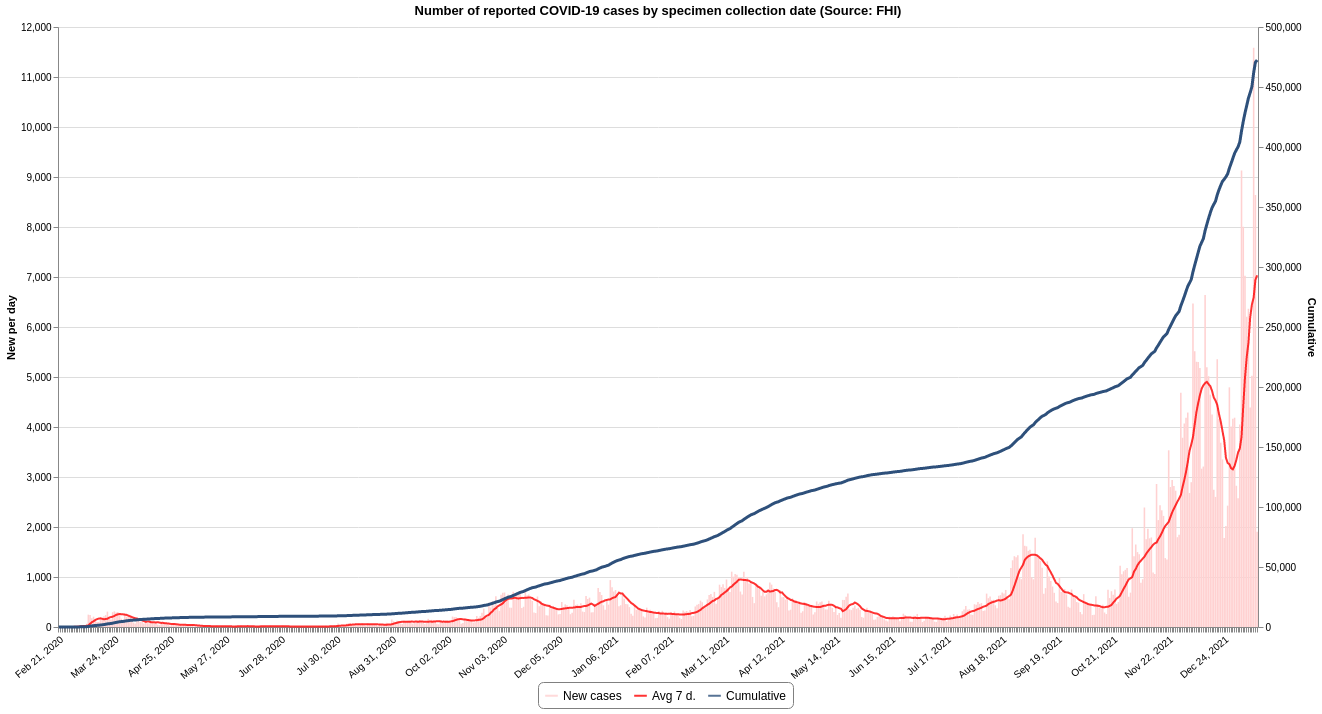 Number of reported COVID-19 cases by specimen collection date (Source: FHI)
12,000
11,000
10,000
9,000
8,000
7,000
6,000
5,000
4,000
3,000
2,000
1,000
0
New per day
500,000
450,000
400,000
350,000
300,000
250,000
200,000
150,000
100,000
50,000
0
Cumulative
Feb 21, 2020
Mar 24, 2020
Apr 25, 2020
May 27, 2020
Jun 28, 2020
Jul 30, 2020
Aug 31, 2020
Oct 02, 2020
Nov 03, 2020
Dec 05, 2020
Jan 06, 2021
Feb 07, 2021
Mar 11, 2021
Apr 12, 2021
May 14, 2021
Jun 15, 2021
Jul 17, 2021
Aug 18, 2021
Sep 19, 2021
Oct 21, 2021
Nov 22, 2021
Dec 24, 2021
New cases Avg 7 d. Cumulative